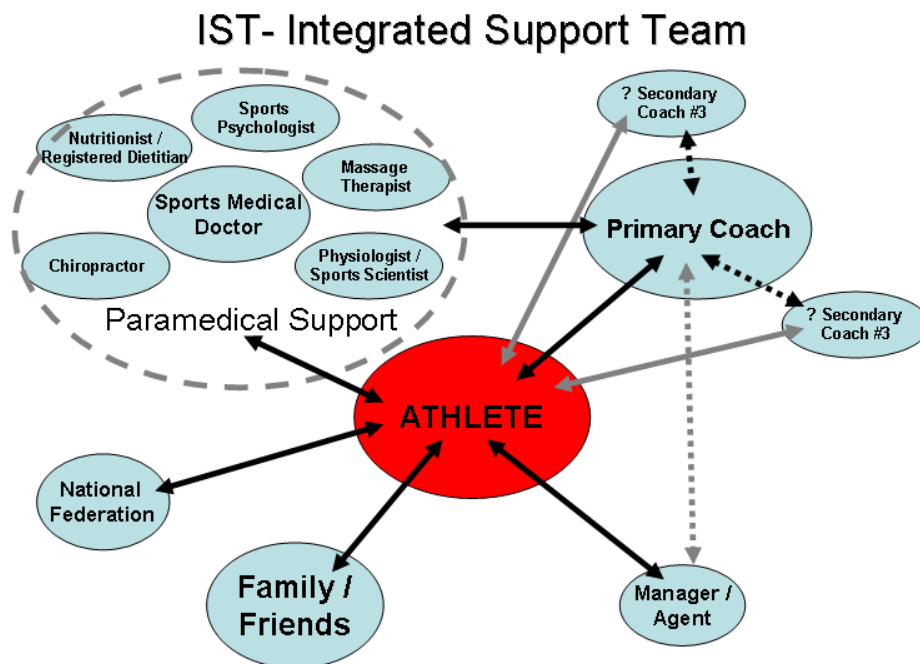 IST- Integrated Support Team
Sports
Psychologist
Nutritionist /
Registered Dietitian
Massage
Therapist
Sports Medical
Doctor
Chiropractor
Physiologist /
Sports Scientist
Paramedical Support
? Secondary
Coach #3
Primary Coach
? Secondary
Coach #3
ATHLETE
National
Federation
Family /
Friends
Manager /
Agent